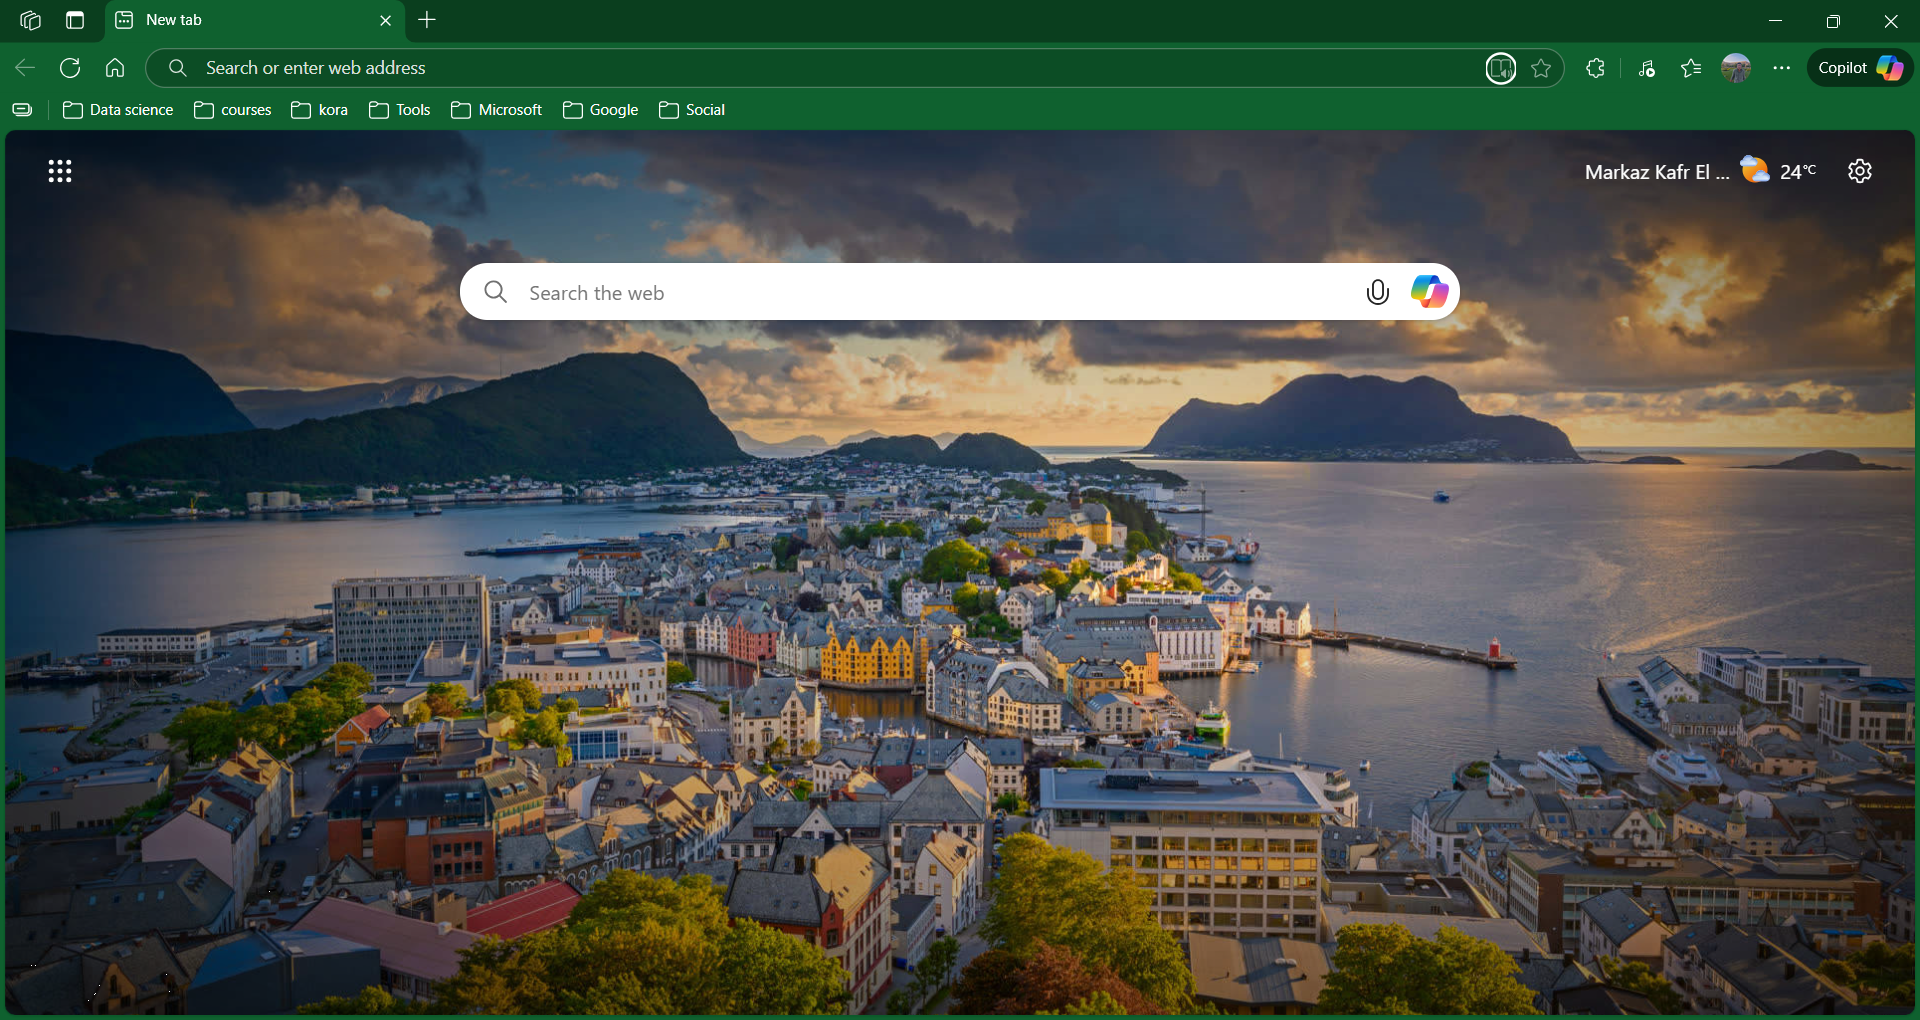 New tab
Search or enter web address
Copilot
Data science courses kora Tools Microsoft Google Social
Markaz Kafr El ... 24°C
Search the web